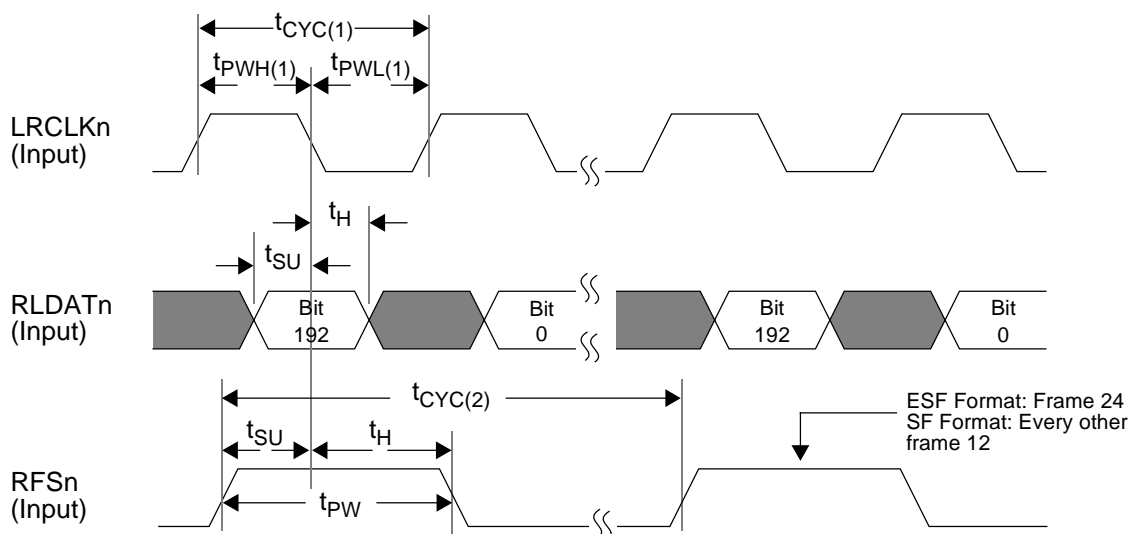 tCYC(1)
tPWH(1) tPWL(1)
LRCLKn
(Input)
tH
tSU
RLDATn
(Input)
Bit
192
Bit
0
Bit
192
Bit
0
tCYC(2)
ESF Format: Frame 24
SF Format: Every other
frame 12
tSU tH
RFSn
(Input)
tPW